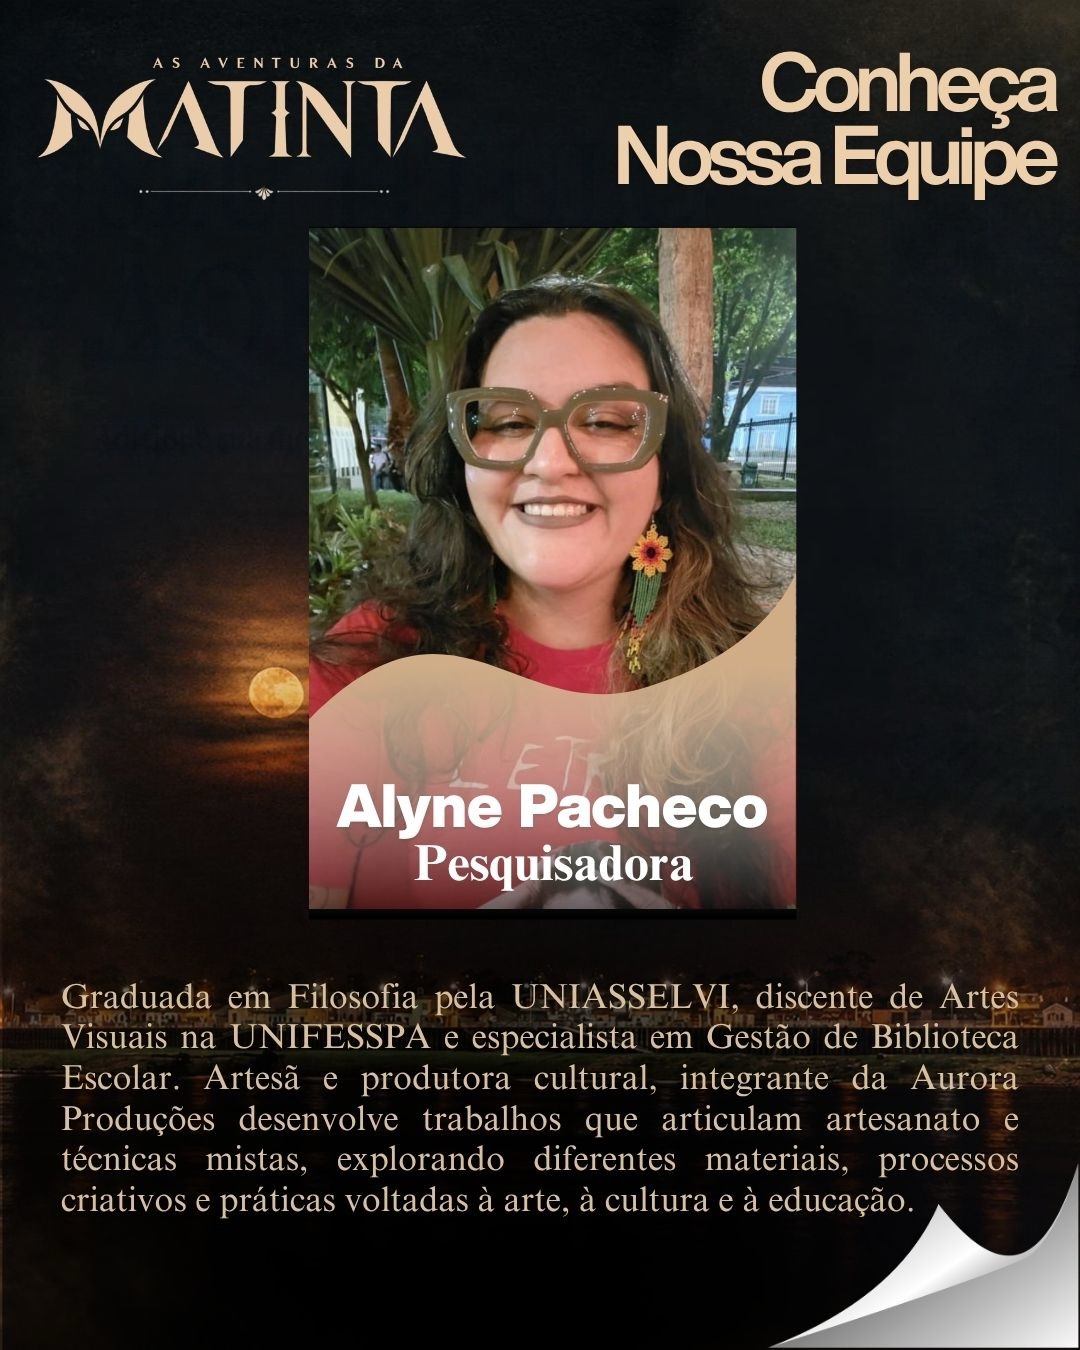 AS AVENTURAS DA
MATINTA
Conheça
Nossa Equipe
Alyne Pacheco
Pesquisadora
Graduada em Filosofia pela UNIASSELVI, discente de Artes
Visuais na UNIFESSPA e especialista em Gestão de Biblioteca
Escolar. Artesã e produtora cultural, integrante da Aurora
Produções desenvolve trabalhos que articulam artesanato e
técnicas mistas, explorando diferentes materiais, processos
criativos e práticas voltadas à arte, à cultura e à educação.